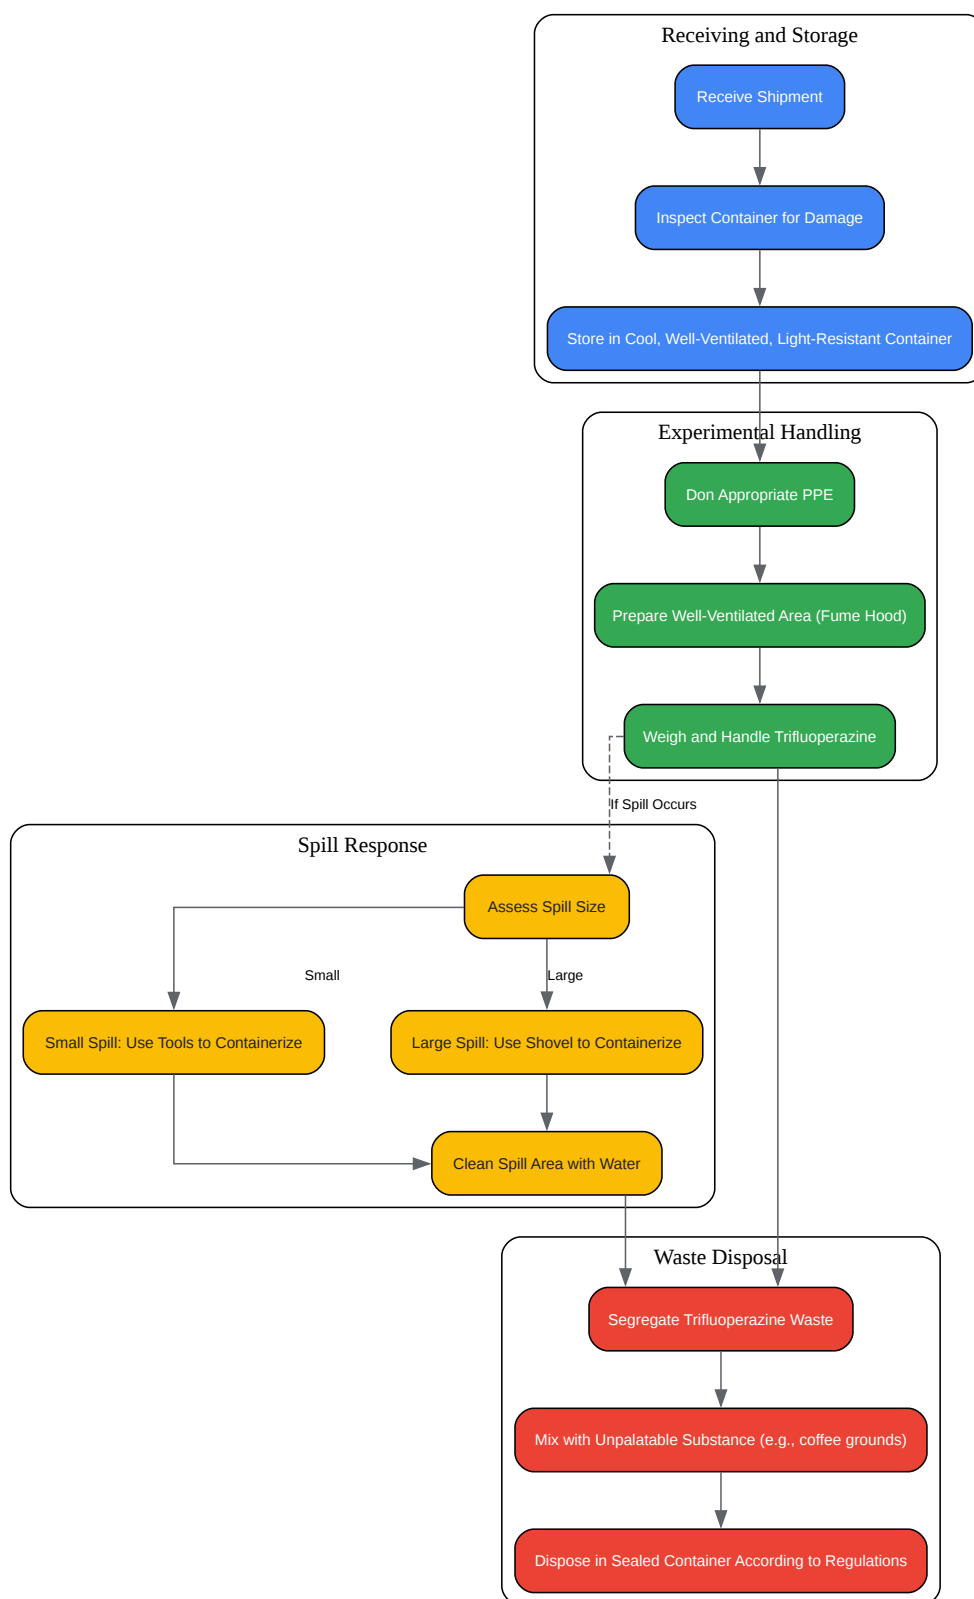 Receiving and Storage
Receive Shipment
Inspect Container for Damage
Store in Cool, Well-Ventilated, Light-Resistant Container
Experimental Handling
Don Appropriate PPE
Prepare Well-Ventilated Area (Fume Hood)
Weigh and Handle Trifluoperazine
If Spill Occurs
Spill Response
Assess Spill Size
Small
Large
Small Spill: Use Tools to Containerize
Large Spill: Use Shovel to Containerize
Clean Spill Area with Water
Waste Disposal
Segregate Trifluoperazine Waste
Mix with Unpalatable Substance (e.g., coffee grounds)
Dispose in Sealed Container According to Regulations